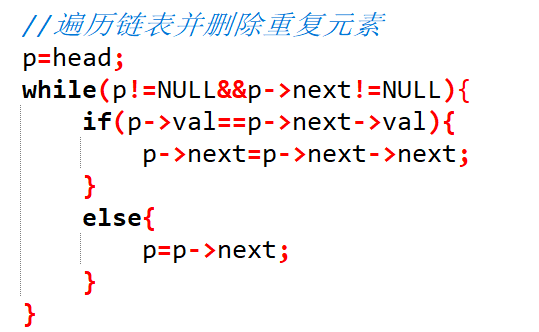 //遍历链表并删除重复元素
p=head;
while(p!=NULL&&p->next!=NULL){
    if(p->val==p->next->val){
        p->next=p->next->next;
    }
    else{
        p=p->next;
    }
}